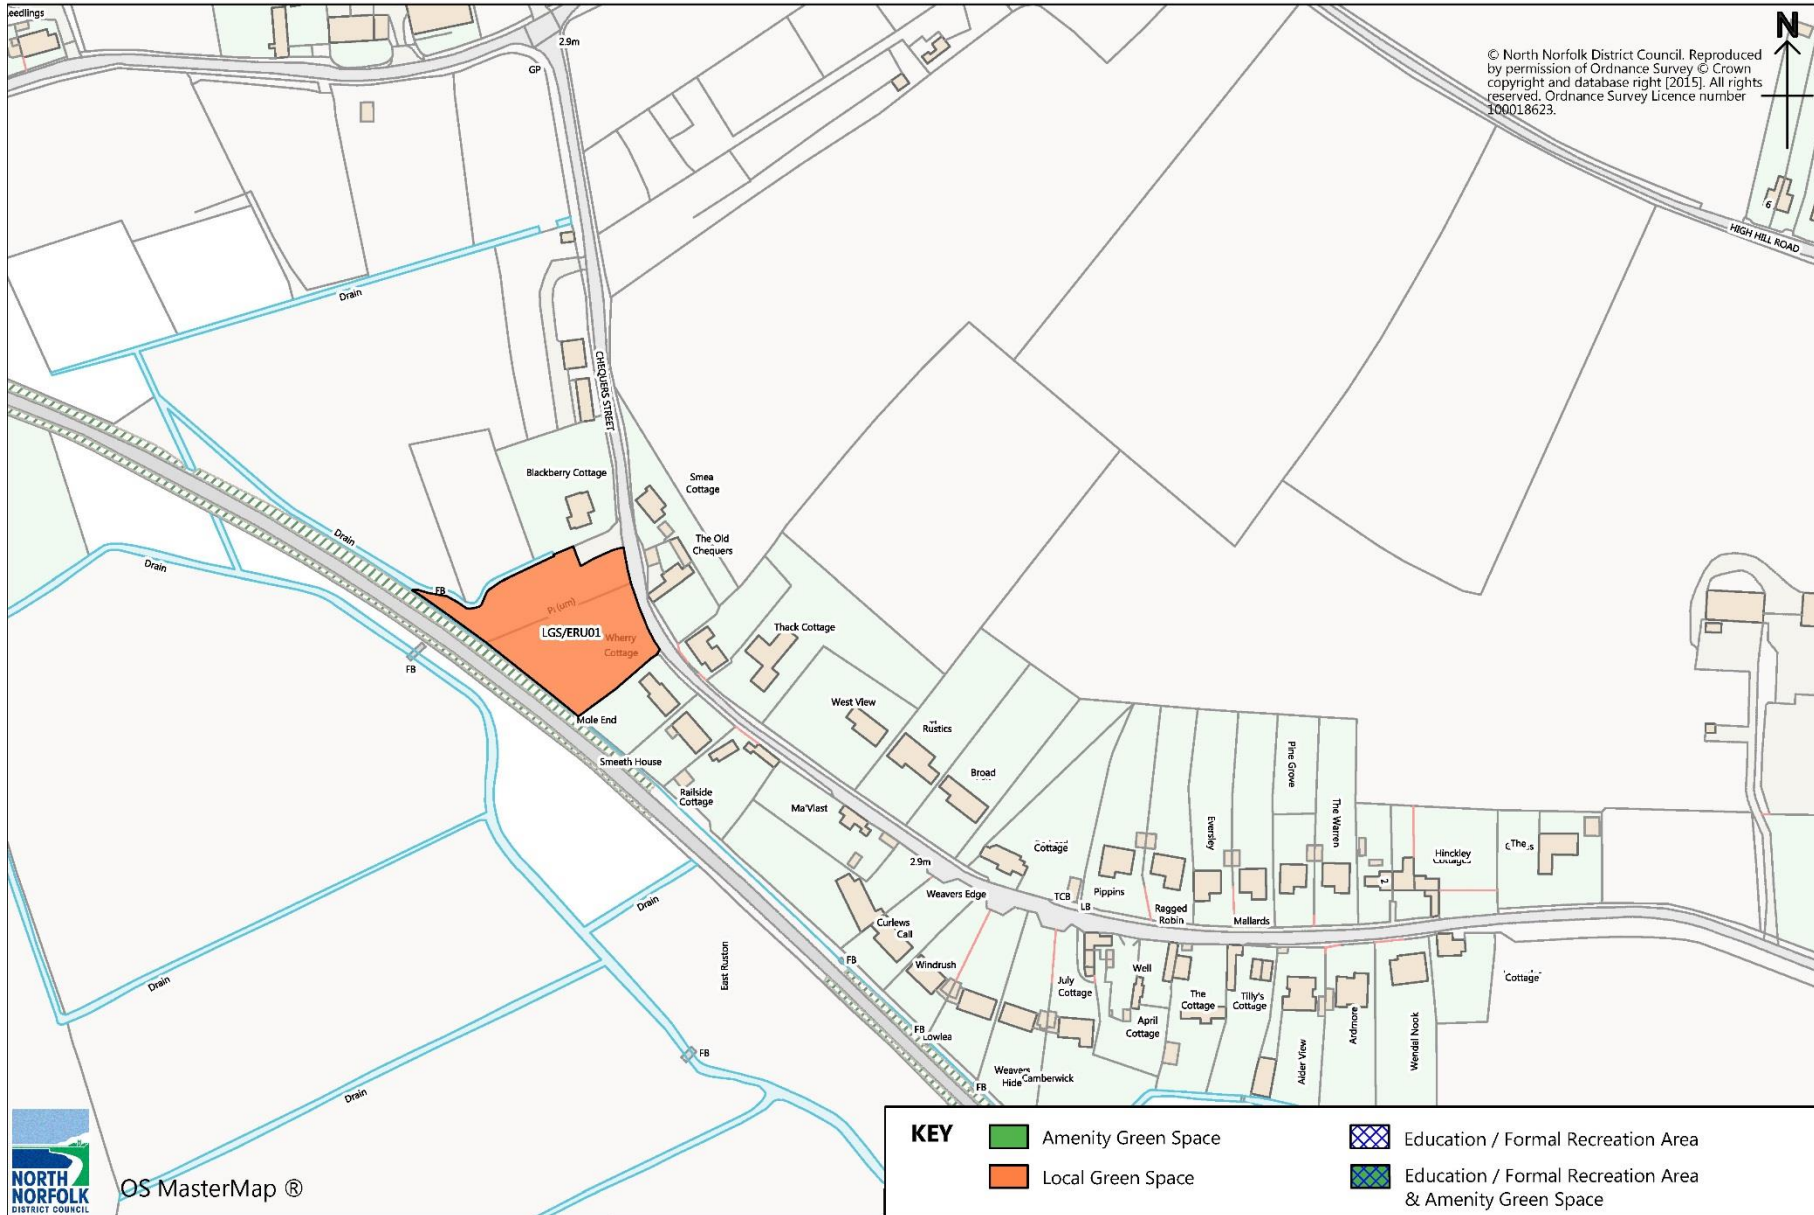 eedlings
2.9m
GP
N
© North Norfolk District Council. Reproduced
by permission of Ordnance Survey © Crown
copyright and database right [2015]. All rights
reserved. Ordnance Survey Licence number
100018623.
6
HIGH HILL ROAD
Drain
CHEQUERS STREET
Blackberry Cottage
Smea
Cottage
The Old
Chequers
Drain
Drain
FB
FB
LGS/ERU01
Wherry
Cottage
Thack Cottage
Mole End
West View
Rustics
Smeeth House
Broad
Railside
Cottage
Ma'Vlast
Pine Grove
The Warren
Eversley
Hinckley
Cottages
The
2
Cottage
2.9m
Weavers Edge
TCB
LB
Pippins
Ragged
Robin
Mallards
Drain
Curlews
Call
Windrush
FB
East Ruston
Drain
July
Cottage
Well
April
Cottage
The
Cottage
Tilly's
Cottage
Alder View
Ardmore
Wendal Nook
Cottage
FB
Lowlea
FB
Weavers
Hide
Camberwick
FB
Drain
KEY
Amenity Green Space
Local Green Space
Education / Formal Recreation Area
Education / Formal Recreation Area
& Amenity Green Space
NORTH
NORFOLK
DISTRICT COUNCIL
OS MasterMap ®